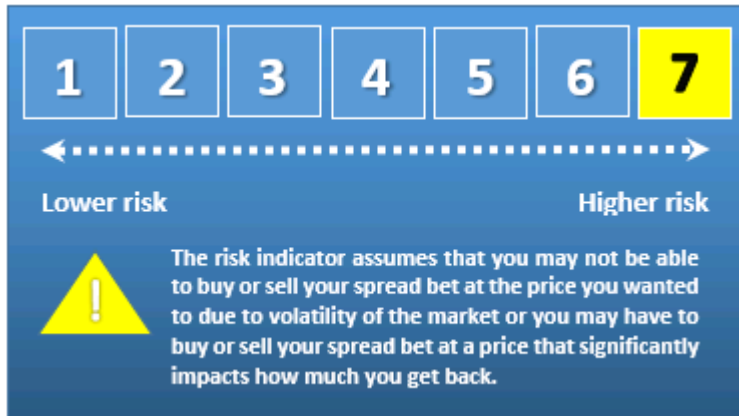 1 2 3 4 5 6 7
Lower risk Higher risk
!
The risk indicator assumes that you may not be able
to buy or sell your spread bet at the price you wanted
to due to volatility of the market or you may have to
buy or sell your spread bet at a price that significantly
impacts how much you get back.